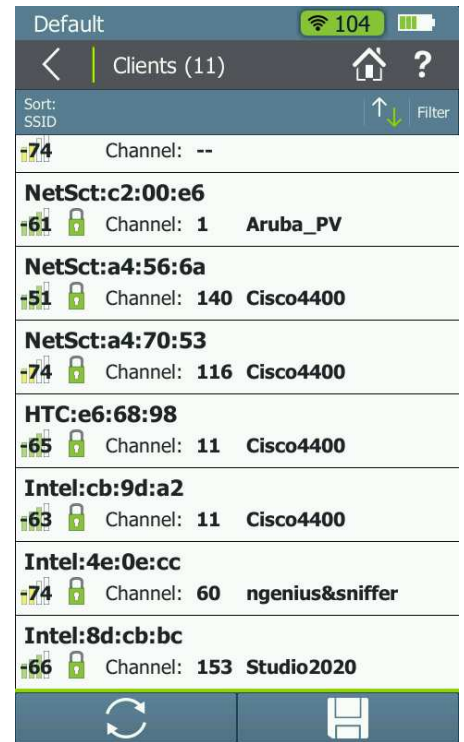 Default 104
Clients (11) ?
Sort:
SSID Filter
-74 Channel: --
NetSct:c2:00:e6
-61 Channel: 1 Aruba_PV
NetSct:a4:56:6a
-51 Channel: 140 Cisco4400
NetSct:a4:70:53
-74 Channel: 116 Cisco4400
HTC:e6:68:98
-65 Channel: 11 Cisco4400
Intel:cb:9d:a2
-63 Channel: 11 Cisco4400
Intel:4e:0e:cc
-74 Channel: 60 ngenius&sniffer
Intel:8d:cb:bc
-66 Channel: 153 Studio2020